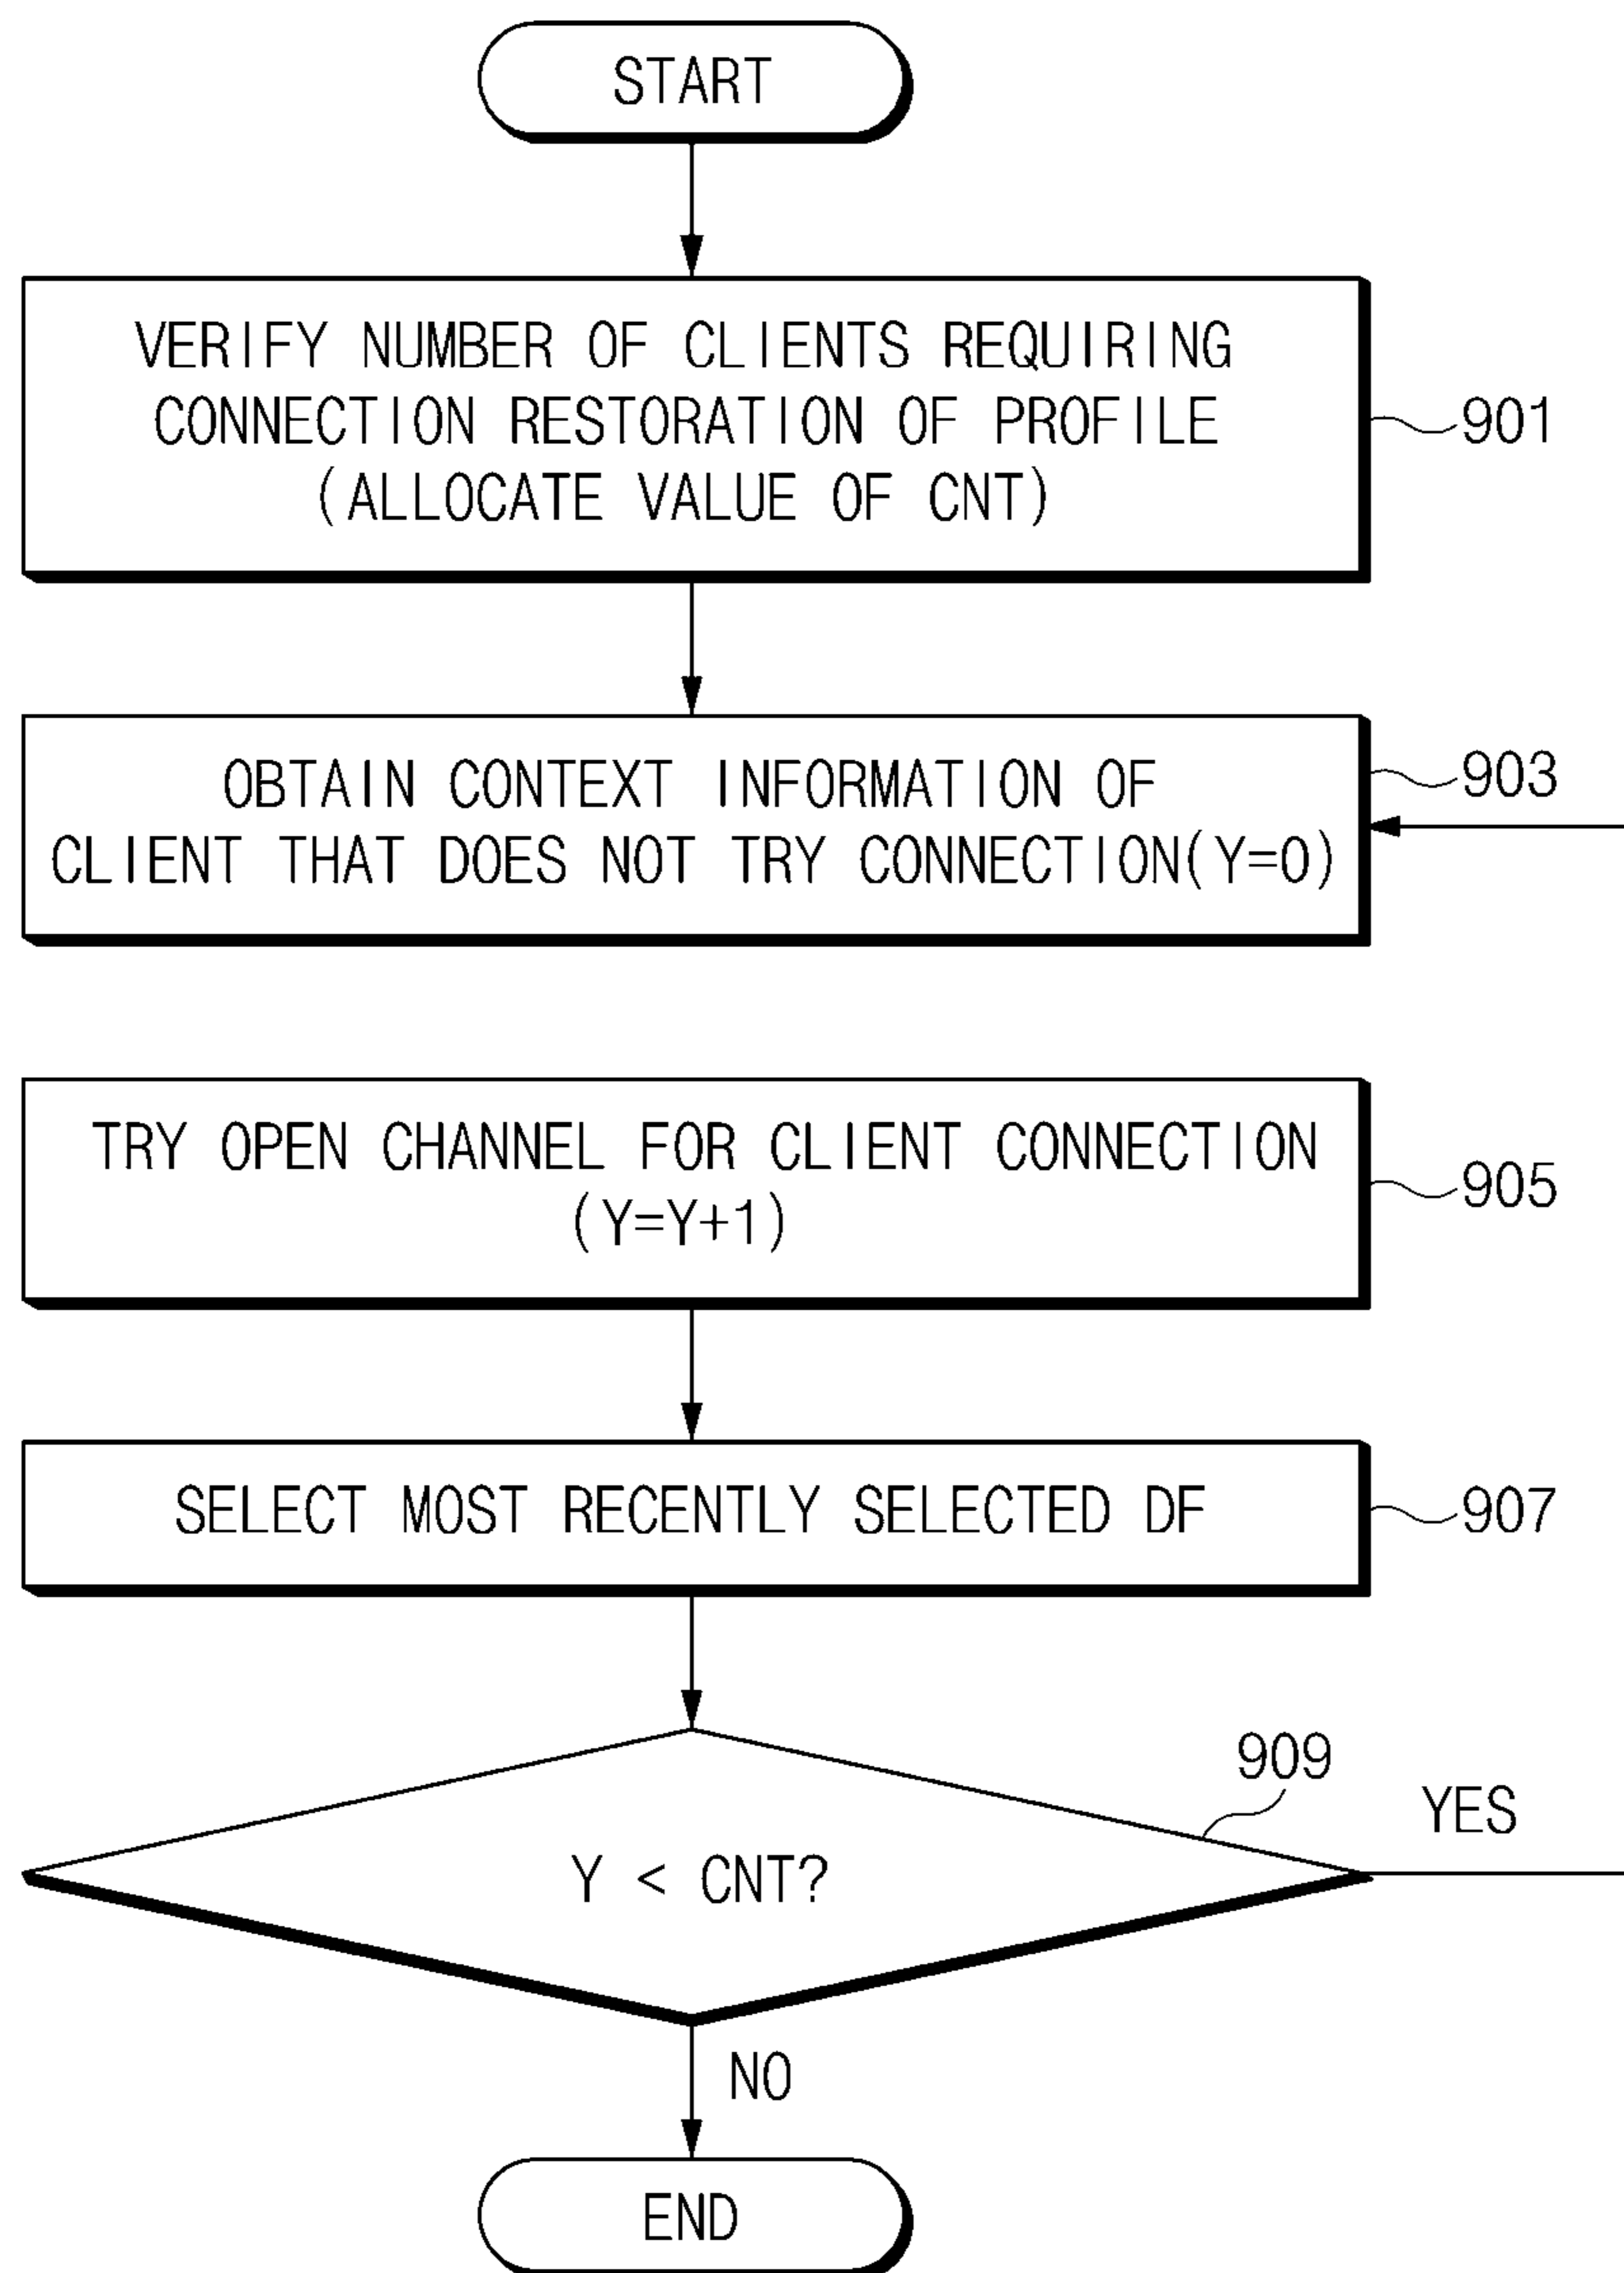 START
VERIFY NUMBER OF CLIENTS REQUIRING
CONNECTION RESTORATION OF PROFILE
(ALLOCATE VALUE OF CNT)
901
OBTAIN CONTEXT INFORMATION OF
CLIENT THAT DOES NOT TRY CONNECTION(Y=0)
903
TRY OPEN CHANNEL FOR CLIENT CONNECTION
(Y=Y+1)
905
SELECT MOST RECENTLY SELECTED DF
907
909
YES
Y < CNT?
NO
END